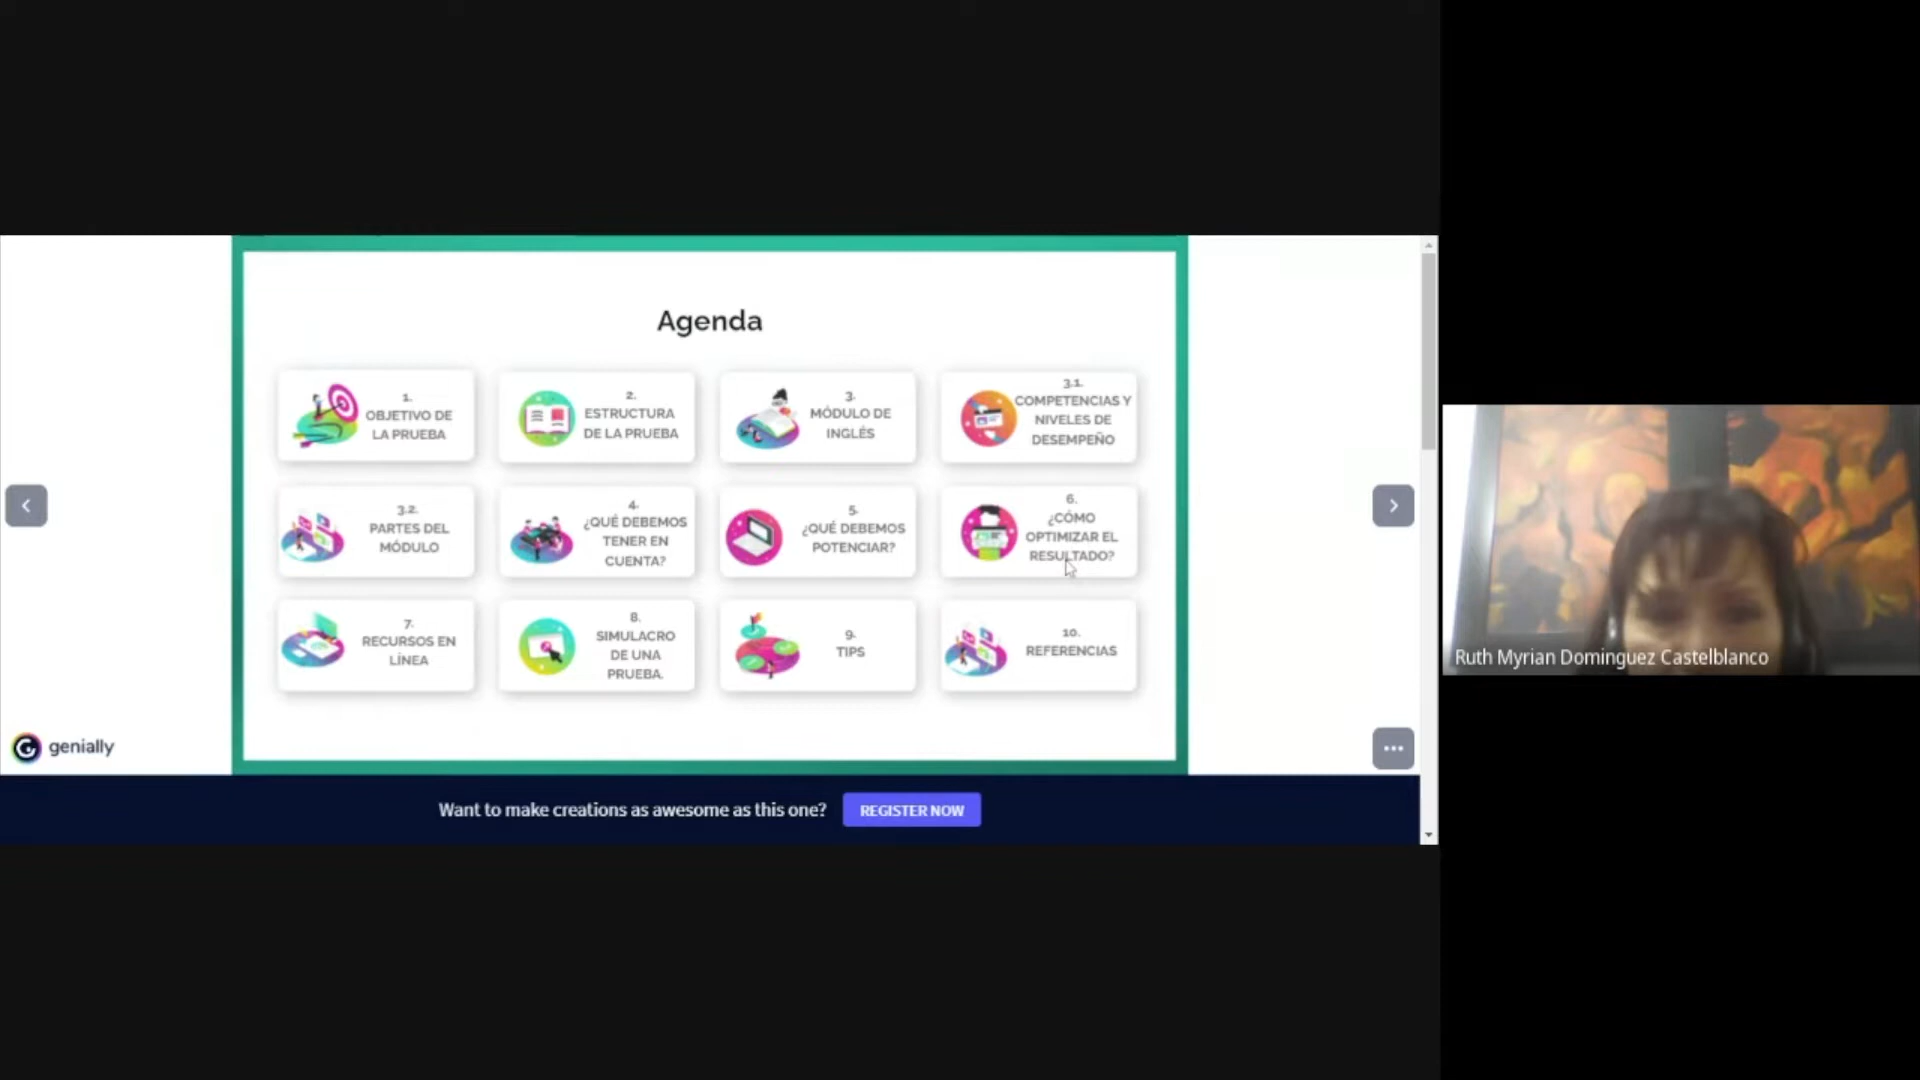 Agenda
1.
OBJETIVO DE
LA PRUEBA
2.
ESTRUCTURA
DE LA PRUEBA
3.
MÓDULO DE
INGLÉS
3.1.
COMPETENCIAS Y
NIVELES DE
DESEMPEÑO
3.2.
PARTES DEL
MÓDULO
4.
¿QUÉ DEBEMOS
TENER EN
CUENTA?
5.
¿QUÉ DEBEMOS
POTENCIAR?
6.
¿CÓMO
OPTIMIZAR EL
RESULTADO?
7.
RECURSOS EN
LÍNEA
8.
SIMULACRO
DE UNA
PRUEBA.
9.
TIPS
10.
REFERENCIAS
genially
Want to make creations as awesome as this one?
REGISTER NOW
Ruth Myrian Dominguez Castelblanco